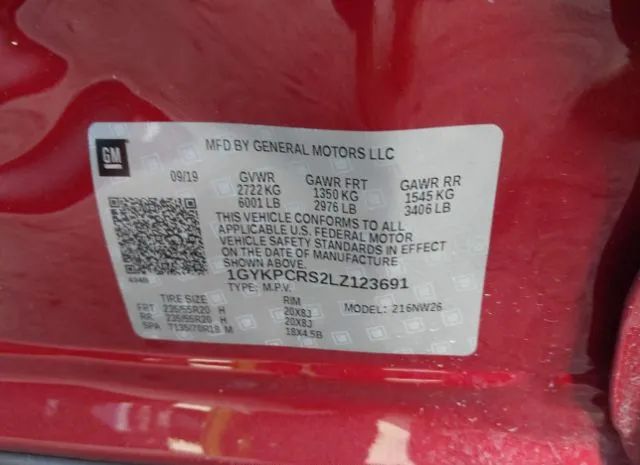 GM
MFD BY GENERAL MOTORS LLC
09/19 GVWR GAWR FRT GAWR RR
2722 KG 1350 KG 1545 KG
6001 LB 2976 LB 3406 LB
THIS VEHICLE CONFORMS TO ALL
APPLICABLE U.S. FEDERAL MOTOR
VEHICLE SAFETY STANDARDS IN EFFECT
ON THE DATE OF MANUFACTURE
SHOWN ABOVE.
1GYKPCRS2LZ123691
TYPE: M.P.V. MODEL: 216NW26
TIRE SIZE RIM
FRT 235/55R20 H 20X8J
RR 235/55R20 H 20X8J
SPA T135/70R18 M 18X4.5B